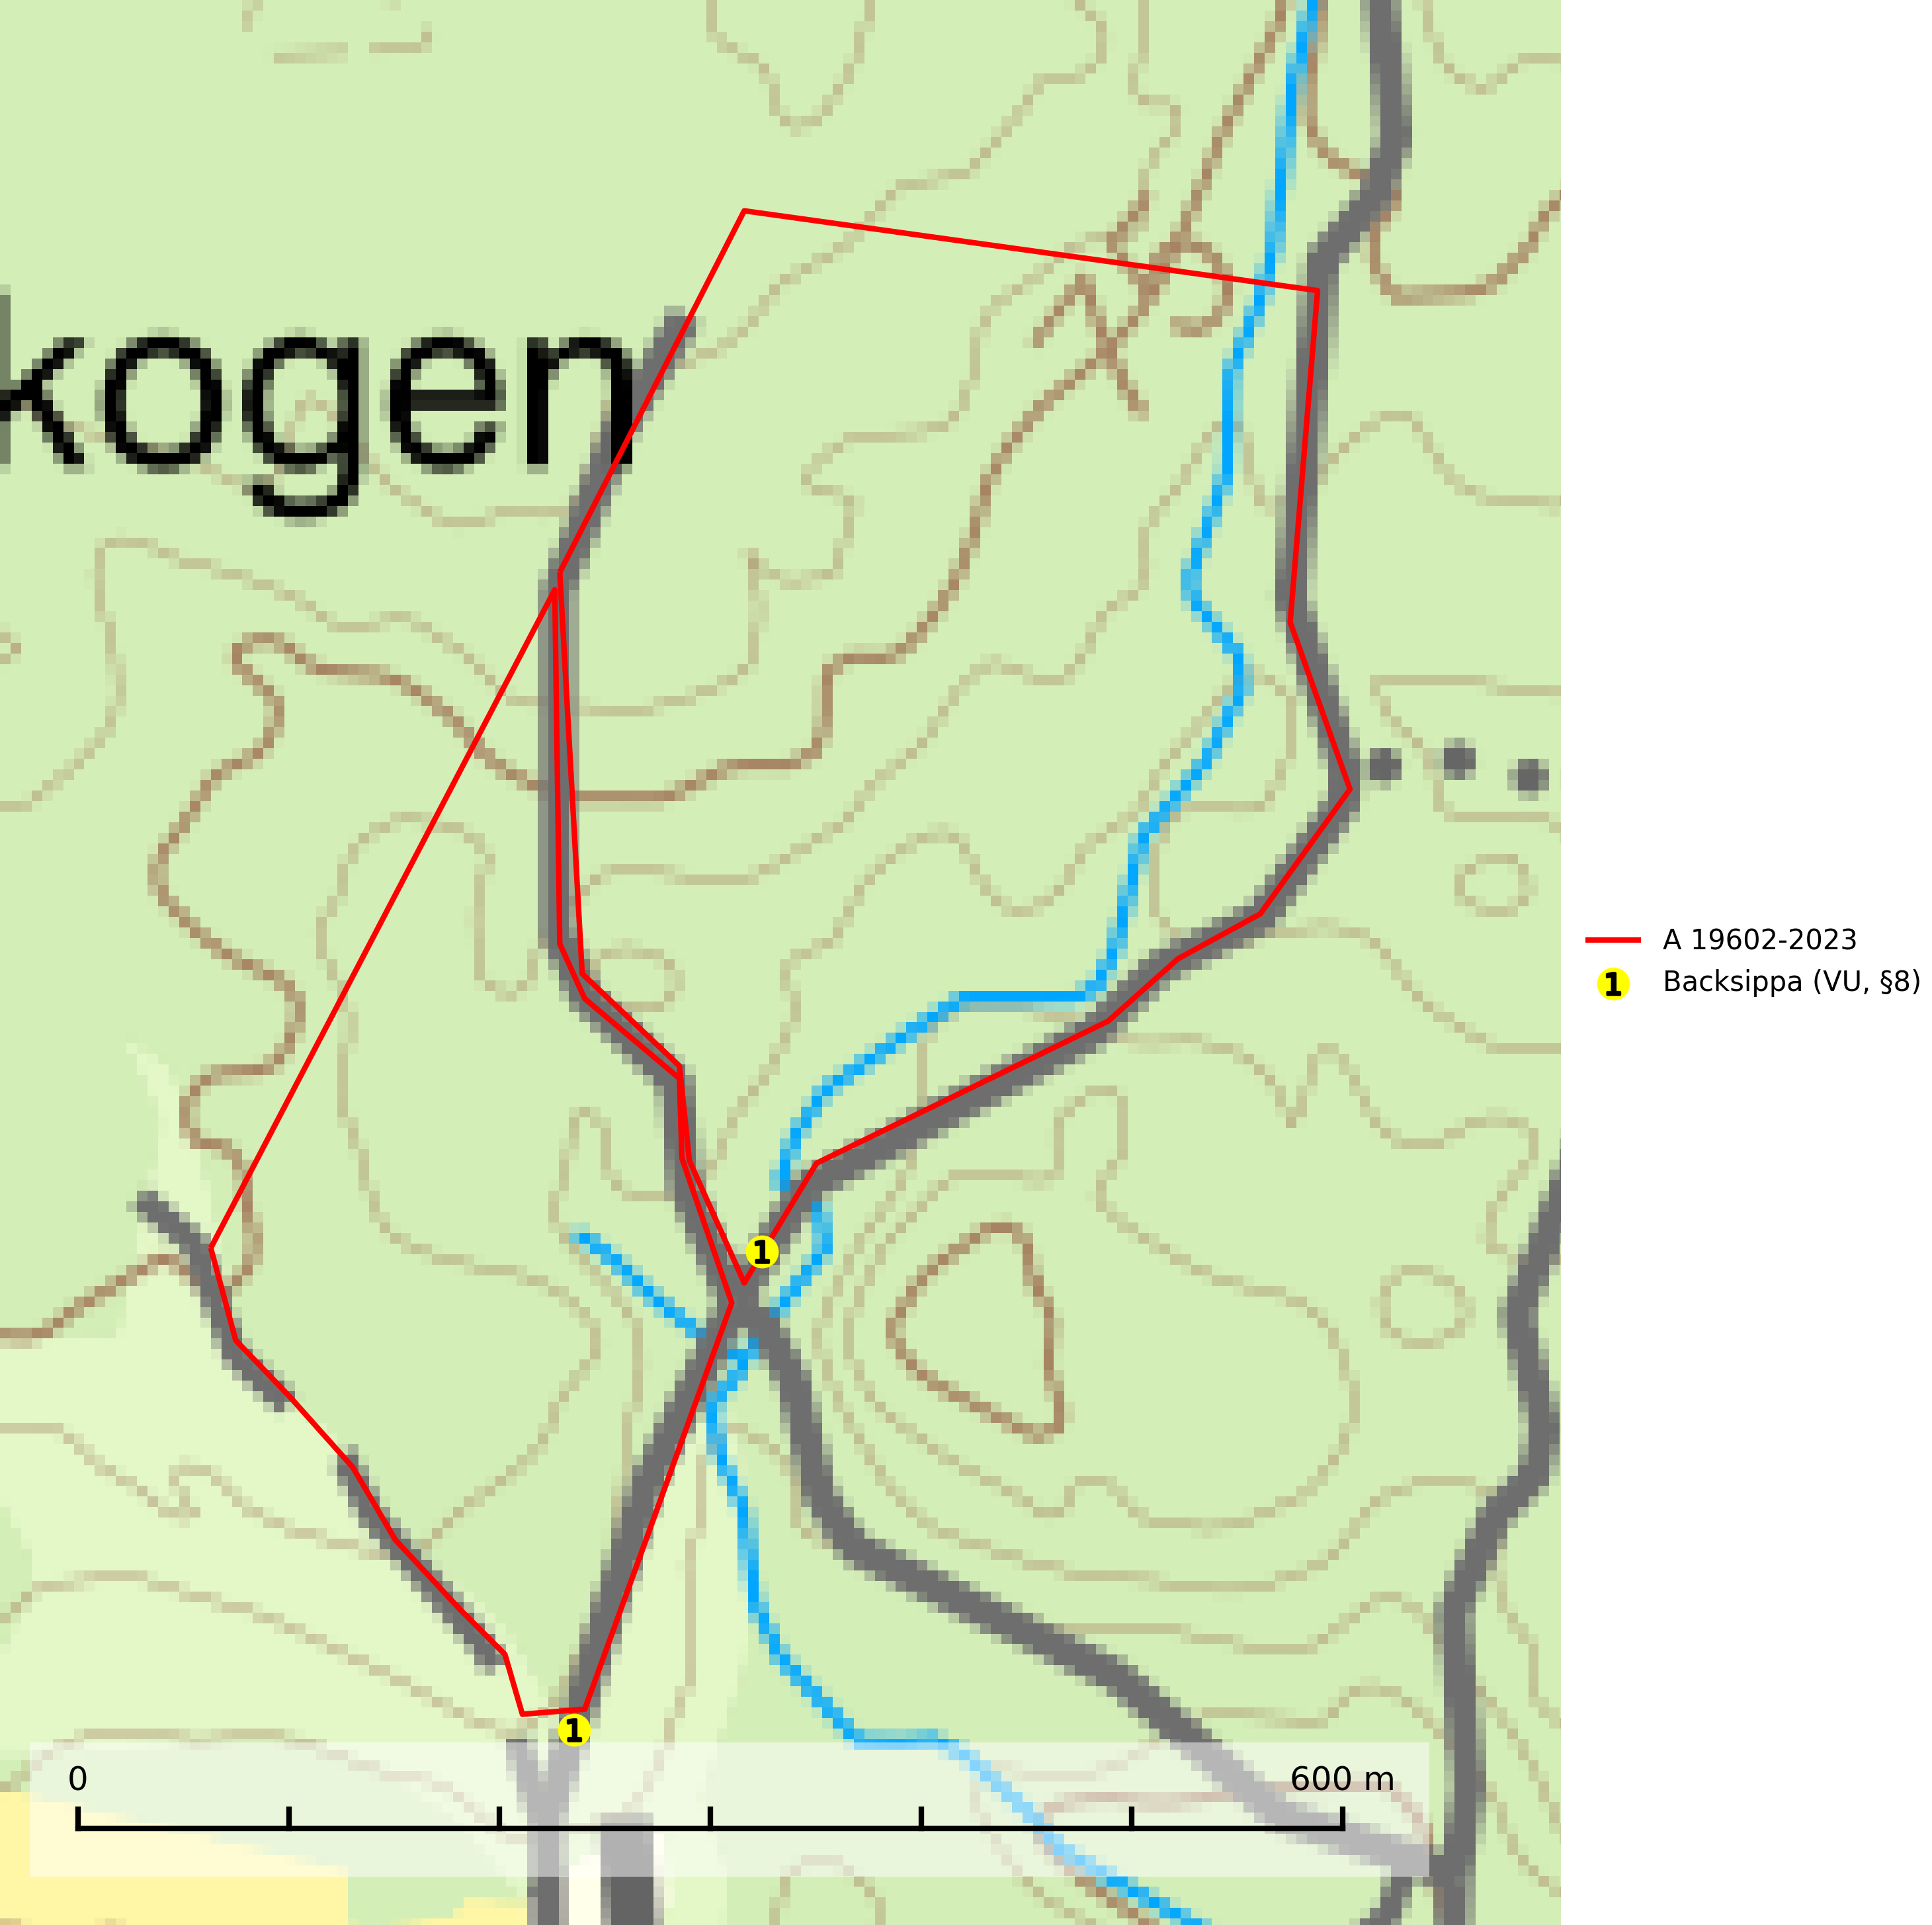 kogen
A 19602-2023
1 Backsippa (VU, §8)
1
1
0 600 m